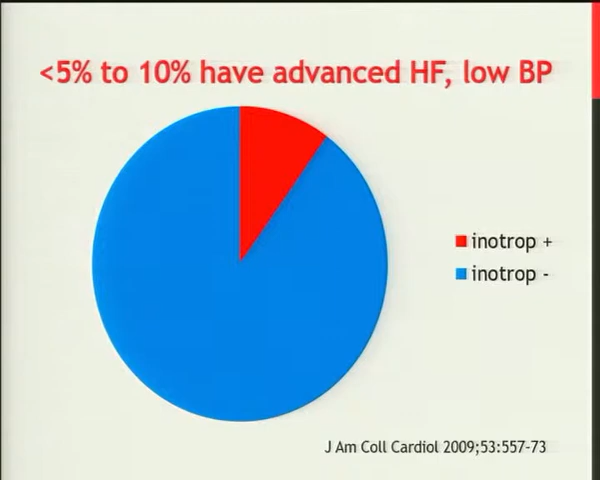 <5% to 10% have advanced HF, low BP
inotrop +
inotrop -
J Am Coll Cardiol 2009;53:557-73